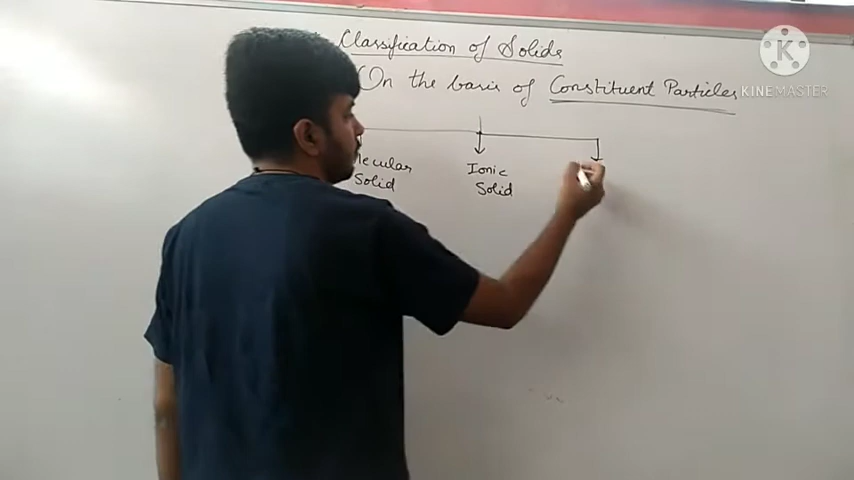 Classification of Solids
On the basis of Constituent Particles
lecular
Solid
Ionic
Solid
KINEMASTER